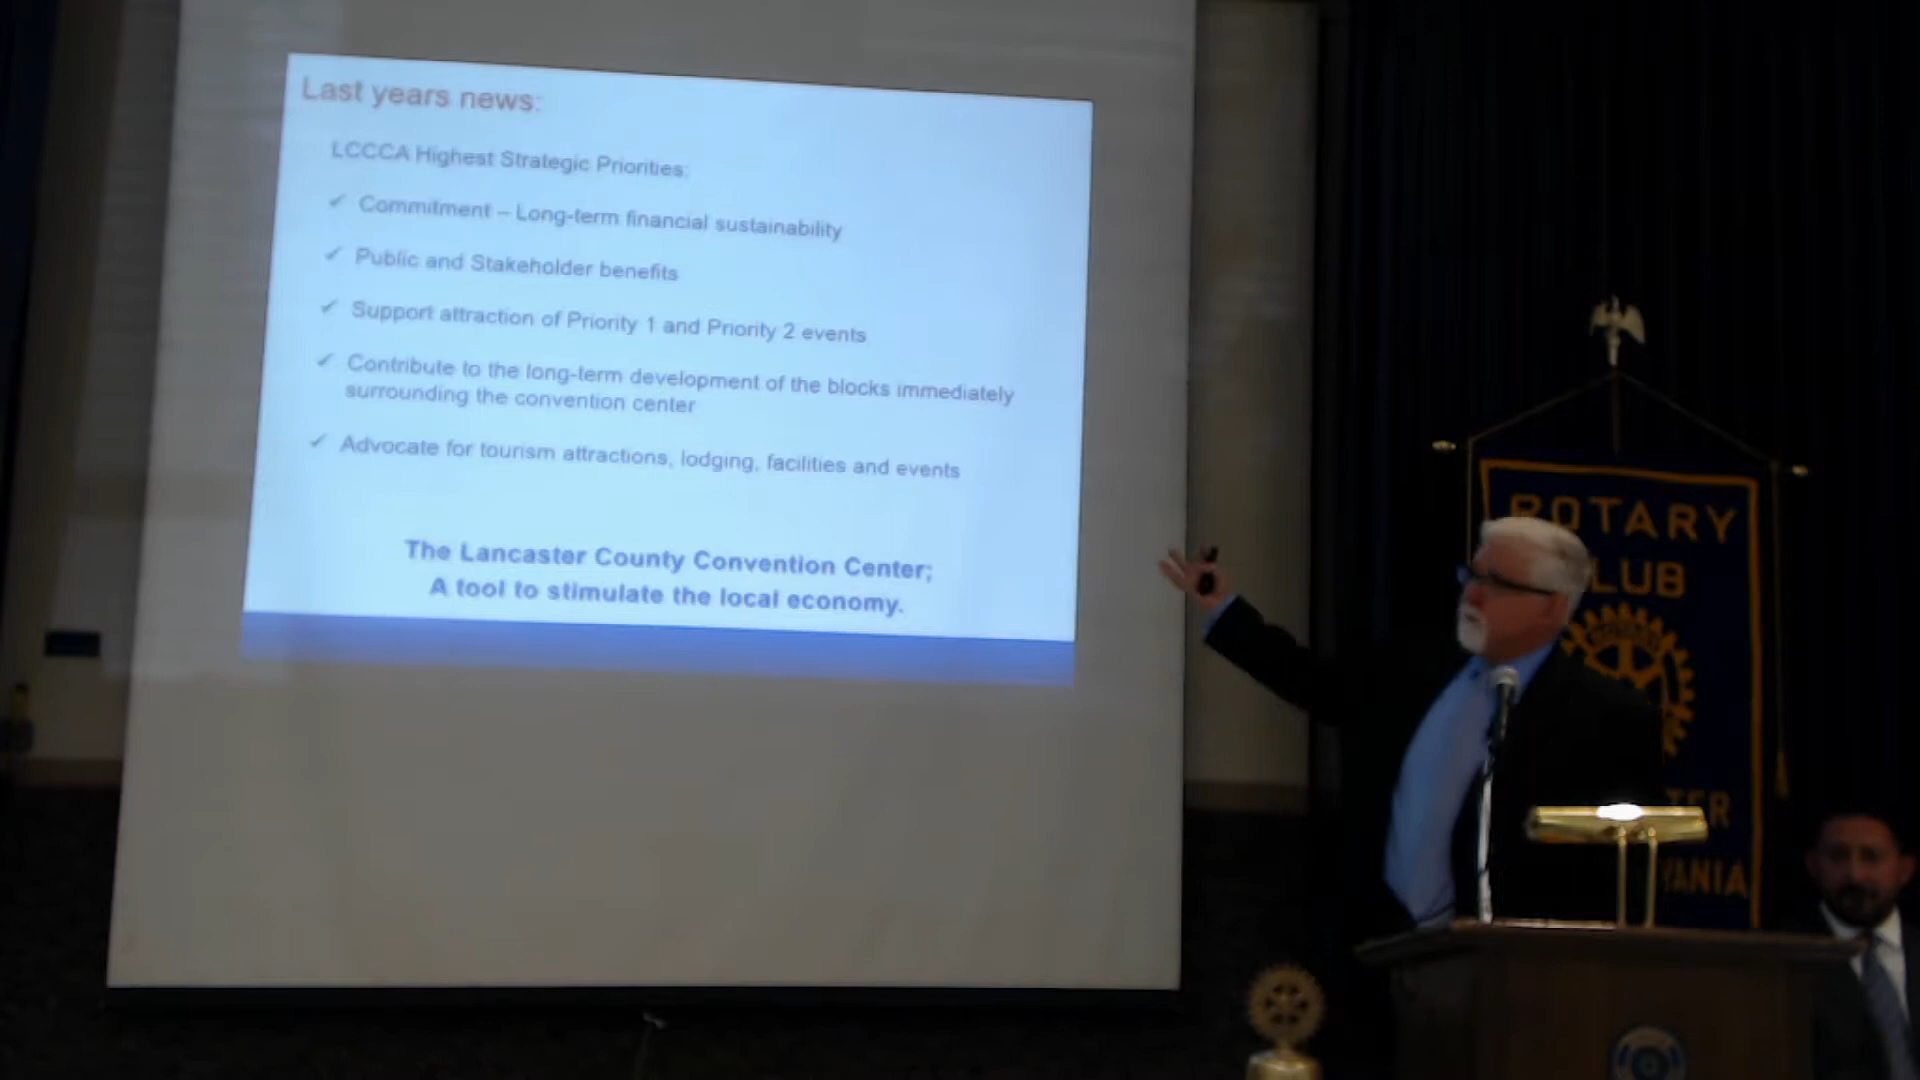 Last years news:
LCCCA Highest Strategic Priorities:
✓ Commitment – Long-term financial sustainability
✓ Public and Stakeholder benefits
✓ Support attraction of Priority 1 and Priority 2 events
✓ Contribute to the long-term development of the blocks immediately
surrounding the convention center
✓ Advocate for tourism attractions, lodging, facilities and events
The Lancaster County Convention Center;
A tool to stimulate the local economy.
ROTARY
LUB
TER
VANIA